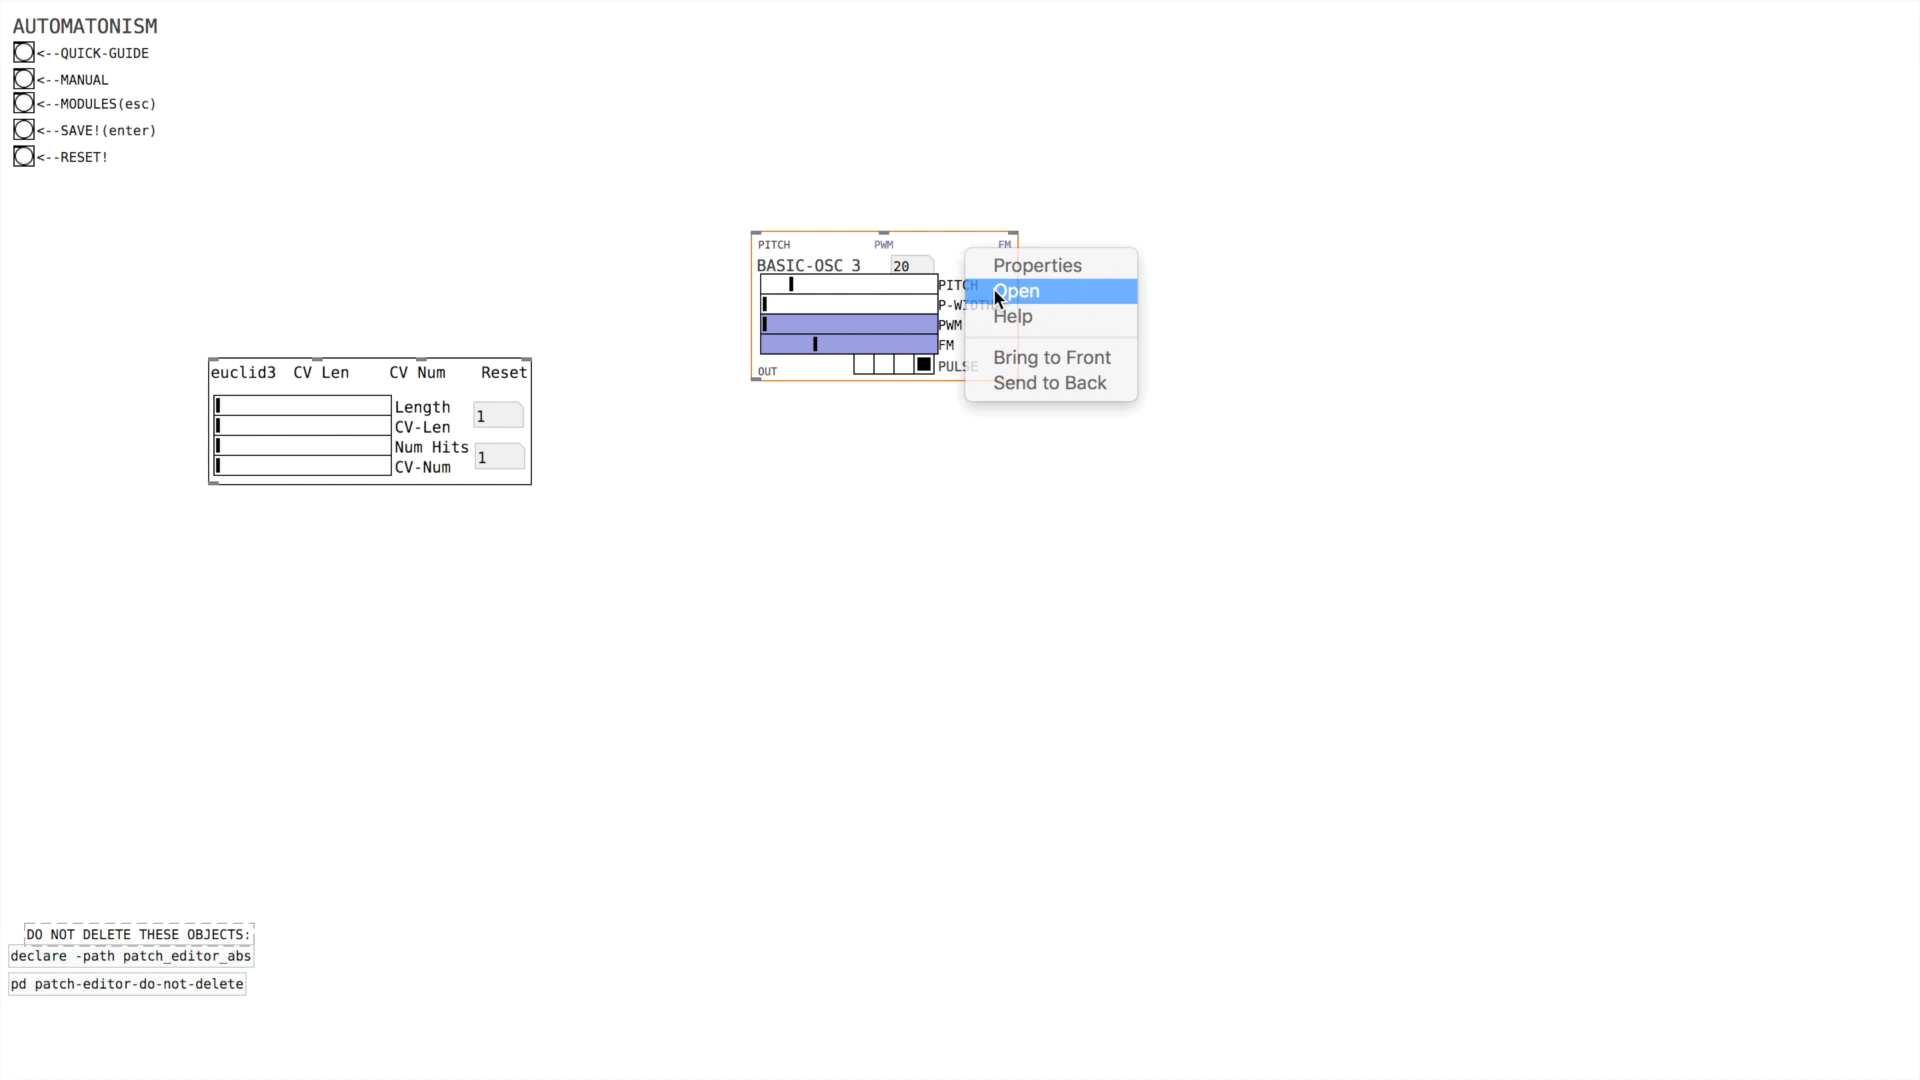 AUTOMATONISM
<--QUICK-GUIDE
<--MANUAL
<--MODULES(esc)
<--SAVE!(enter)
<--RESET!
PITCH PWM FM
BASIC-OSC 3 20
PITCH
P-WIDTH
PWM
FM
PULSE
OUT
Properties
Open
Help
Bring to Front
Send to Back
euclid3 CV Len CV Num Reset
Length 1
CV-Len
Num Hits 1
CV-Num
DO NOT DELETE THESE OBJECTS:
declare -path patch_editor_abs
pd patch-editor-do-not-delete